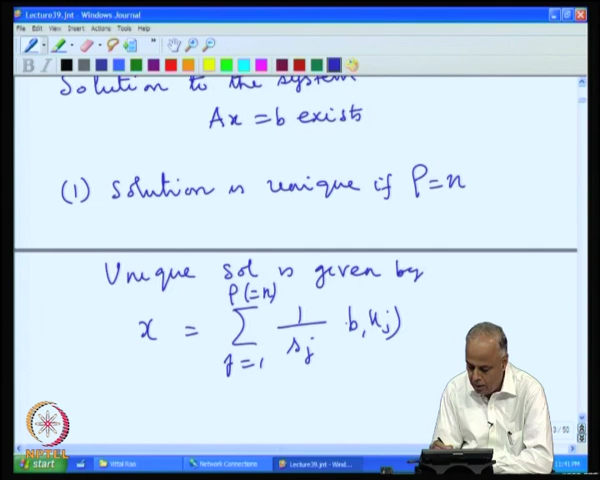 Lecture39.jnt - Windows Journal
File Edit View Insert Actions Tools Help
B I
Solution to the system
Ax = b exists
(1) Solution is unique if ρ=n
Unique sol is given by
x = ρ(=n) ∑ j=1 1/sj b, uj)
NPTEL
start Vittal Rao Network Connections Lecture39.jnt - Wind...